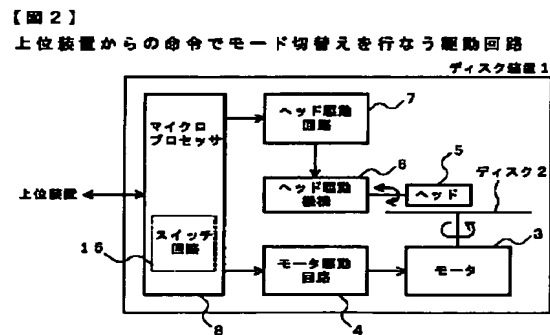 【図2】
上位装置からの命令でモード切替えを行なう駆動回路
ディスク装置1
マイクロ
プロセッサ
ヘッド駆動
回路
7
6
5
ヘッド駆動
機構
ヘッド
ディスク2
上位装置
スイッチ
回路
15
3
モータ駆動
回路
モータ
8
4